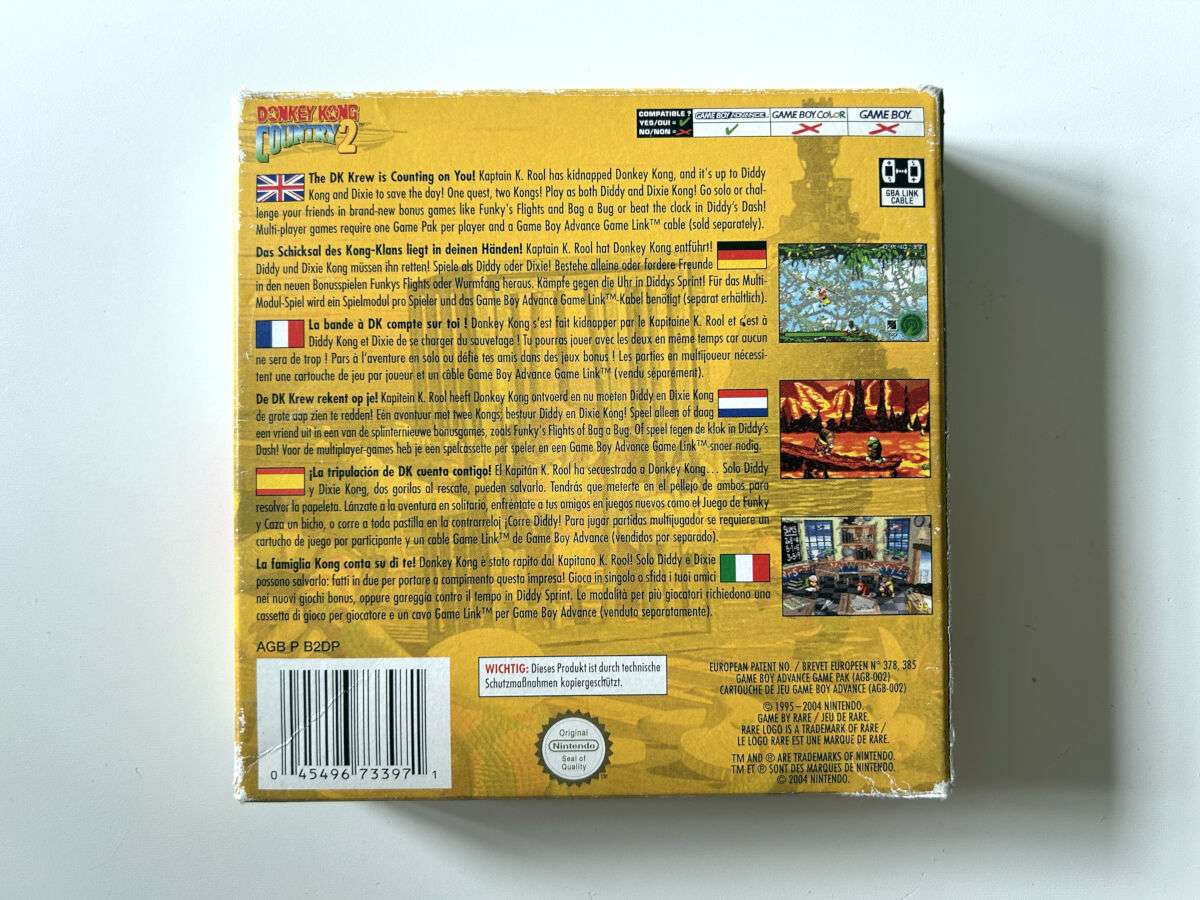 DONKEY KONG
COUNTRY 2
COMPATIBLE ?
YES/OUI =
NO/NON =
GAME BOY ADVANCE
GAME BOY COLOR
GAME BOY
GBA LINK
CABLE
The DK Krew is Counting on You! Kaptain K. Rool has kidnapped Donkey Kong, and it's up to Diddy
Kong and Dixie to save the day! One quest, two Kongs! Play as both Diddy and Dixie Kong! Go solo or chal-
lenge your friends in brand-new bonus games like Funky's Flights and Bag a Bug or beat the clock in Diddy's Dash!
Multi-player games require one Game Pak per player and a Game Boy Advance Game Link™ cable (sold separately).
Das Schicksal des Kong-Klans liegt in deinen Händen! Kaptain K. Rool hat Donkey Kong entführt!
Diddy und Dixie Kong müssen ihn retten! Spiele als Diddy oder Dixie! Bestehe alleine oder fordere Freunde
in den neuen Bonusspielen Funkys Flights oder Wurmfang heraus. Kämpfe gegen die Uhr in Diddys Sprint! Für das Multi-
Modul-Spiel wird ein Spielmodul pro Spieler und das Game Boy Advance Game Link™-Kabel benötigt (separat erhältlich).
La bande à DK compte sur toi ! Donkey Kong s'est fait kidnapper par le Kapitaine K. Rool et c'est à
Diddy Kong et Dixie de se charger du sauvetage ! Tu pourras jouer avec les deux en même temps car aucun
ne sera de trop ! Pars à l'aventure en solo ou défie tes amis dans des jeux bonus ! Les parties en multijoueur nécessi-
tent une cartouche de jeu par joueur et un câble Game Boy Advance Game Link™ (vendu séparément).
De DK Krew rekent op je! Kapitein K. Rool heeft Donkey Kong ontvoerd en nu moeten Diddy en Dixie Kong
de grote aap zien te redden! Eén avontuur met twee Kongs: bestuur Diddy en Dixie Kong! Speel alleen of daag
een vriend uit in een van de splinternieuwe bonusgames, zoals Funky's Flights of Bag a Bug. Of speel tegen de klok in Diddy's
Dash! Voor de multiplayer-games heb je een spelcassette per speler en een Game Boy Advance Game Link™-snoer nodig.
¡La tripulación de DK cuenta contigo! El Kapitán K. Rool ha secuestrado a Donkey Kong... Solo Diddy
y Dixie Kong, dos gorilas al rescate, pueden salvarlo. Tendrás que meterte en el pellejo de ambos para
resolver la papeleta. Lánzate a la aventura en solitario, enfréntate a tus amigos en juegos nuevos como el Juego de Funky
y Caza un bicho, o corre a toda pastilla en la contrarreloj ¡Corre Diddy! Para jugar partidas multijugador se requiere un
cartucho de juego por participante y un cable Game Link™ de Game Boy Advance (vendidos por separado).
La famiglia Kong conta su di te! Donkey Kong è stato rapito dal Kapitano K. Rool! Solo Diddy e Dixie
possono salvarlo: fatti in due per portare a compimento questa impresa! Gioca in singolo o sfida i tuoi amici
nei nuovi giochi bonus, oppure gareggia contro il tempo in Diddy Sprint. Le modalità per più giocatori richiedono una
cassetta di gioco per giocatore e un cavo Game Link™ per Game Boy Advance (venduto separatamente).
AGB P B2DP
0 45496 73397 1
WICHTIG: Dieses Produkt ist durch technische
Schutzmaßnahmen kopiergeschützt.
Original
Nintendo
Seal of
Quality
EUROPEAN PATENT NO. / BREVET EUROPEEN N° 378, 385
GAME BOY ADVANCE GAME PAK (AGB-002)
CARTOUCHE DE JEU GAME BOY ADVANCE (AGB-002)
© 1995–2004 NINTENDO.
GAME BY RARE / JEU DE RARE.
RARE LOGO IS A TRADEMARK OF RARE /
LE LOGO RARE EST UNE MARQUE DE RARE.
TM AND ® ARE TRADEMARKS OF NINTENDO.
TM ET ® SONT DES MARQUES DE NINTENDO.
© 2004 NINTENDO.